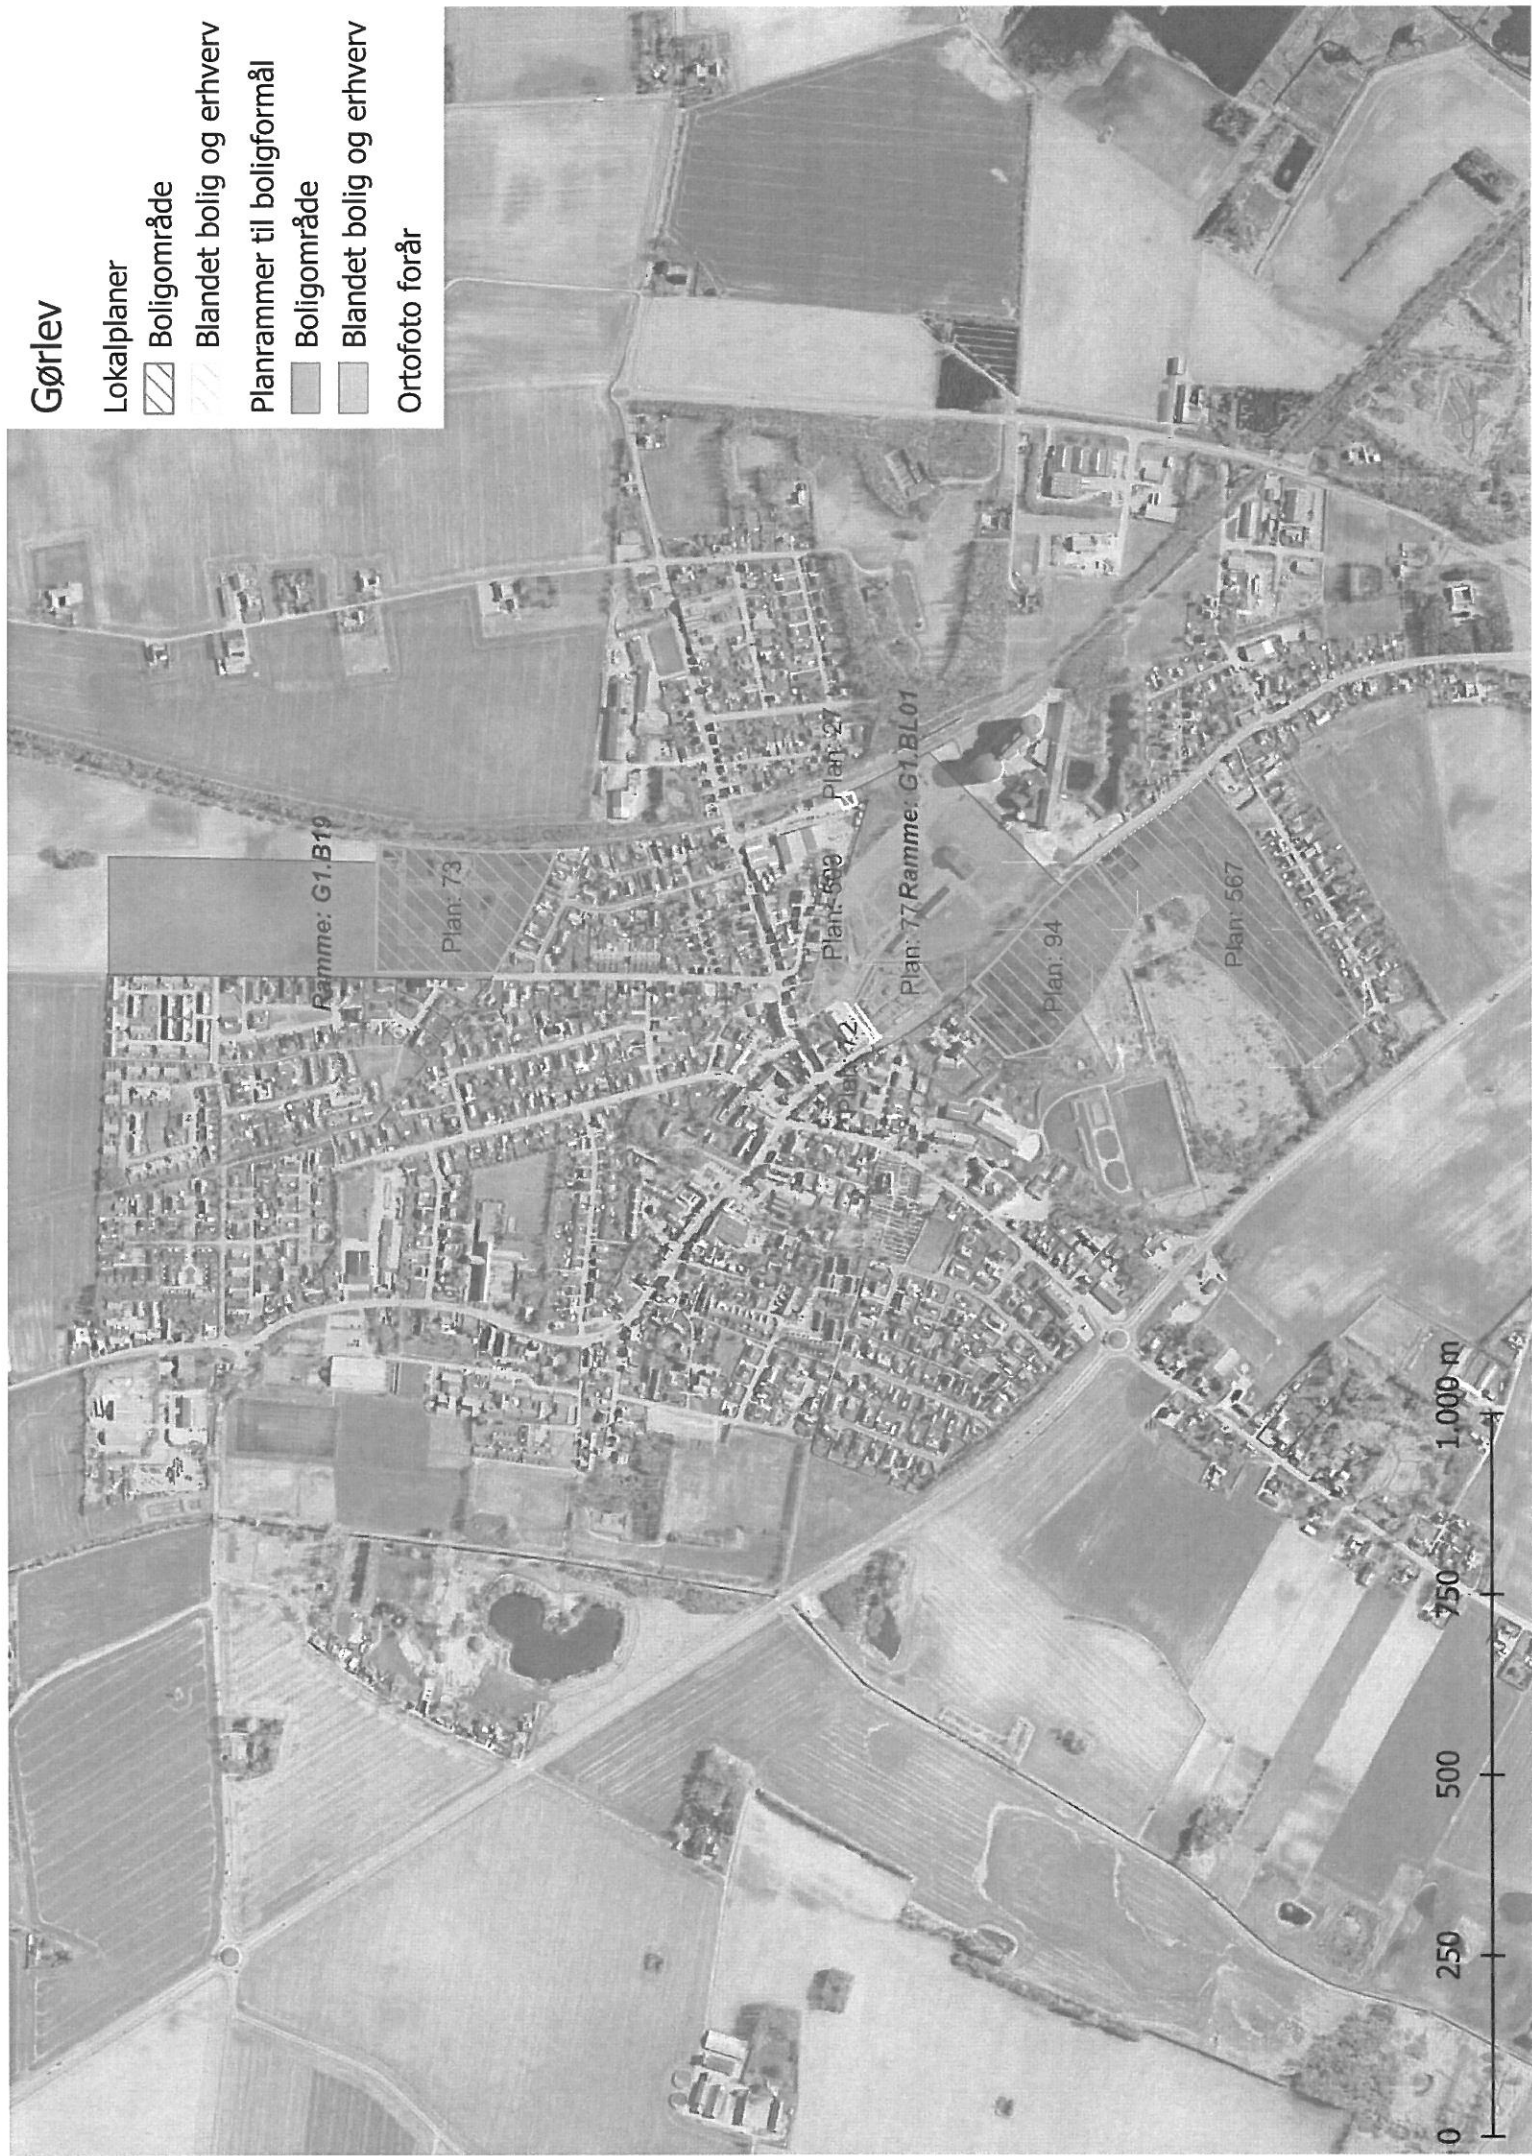 Gørlev
Lokalplaner
Boligområde
Blandet bolig og erhverv
Planrammer til boligformål
Boligområde
Blandet bolig og erhverv
Ortofoto forår
Ramme: G1.B19
Plan: 73
Plan: 27
Plan: 503
Ramme: G1.BL01
Plan: 77
Plan: 94
Plan: 567
0 250 500 750 1.000 m